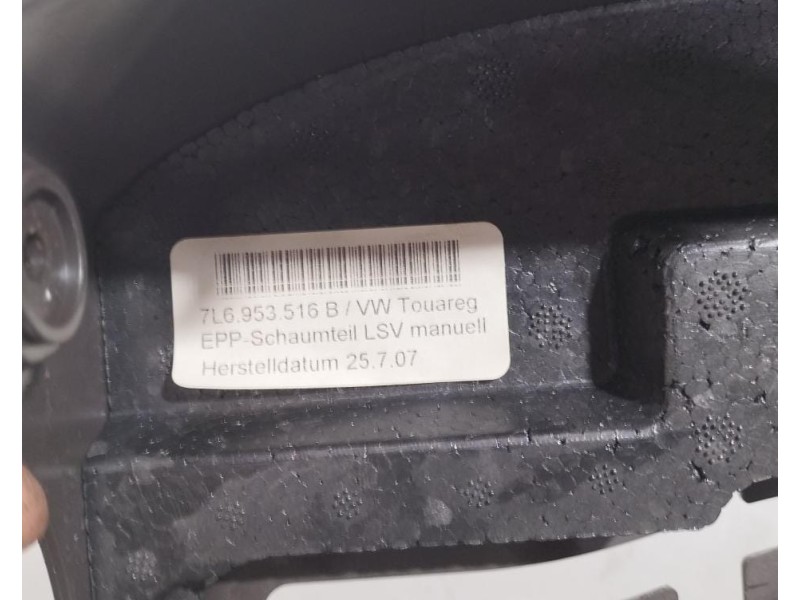 7L6.953.516 B / VW Touareg
EPP-Schaumteil LSV manuell
Herstelldatum 25.7.07